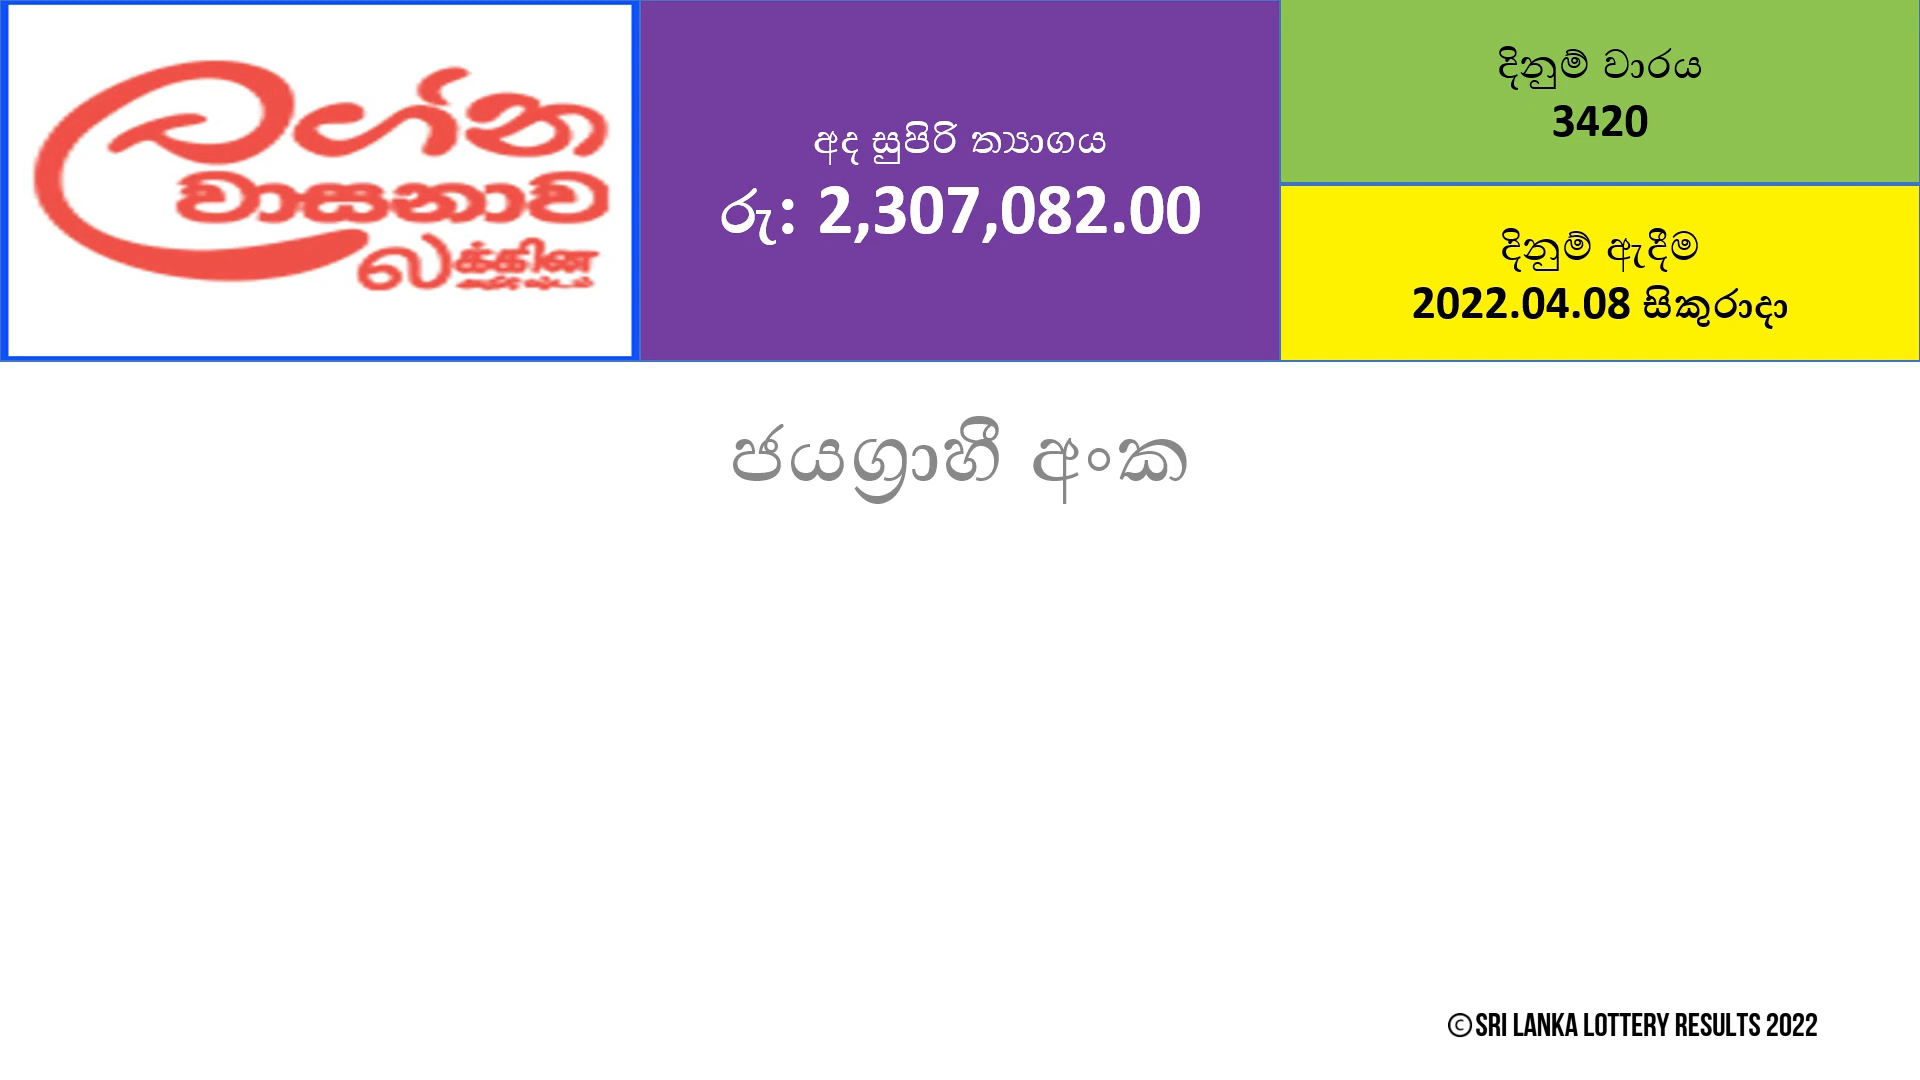 ලග්න
වාසනාව
අද සුපිරි ත්‍යාගය
රු: 2,307,082.00
දිනුම් වාරය
3420
දිනුම් ඇදීම
2022.04.08 සිකුරාදා
ජයග්‍රාහී අංක
©SRI LANKA LOTTERY RESULTS 2022